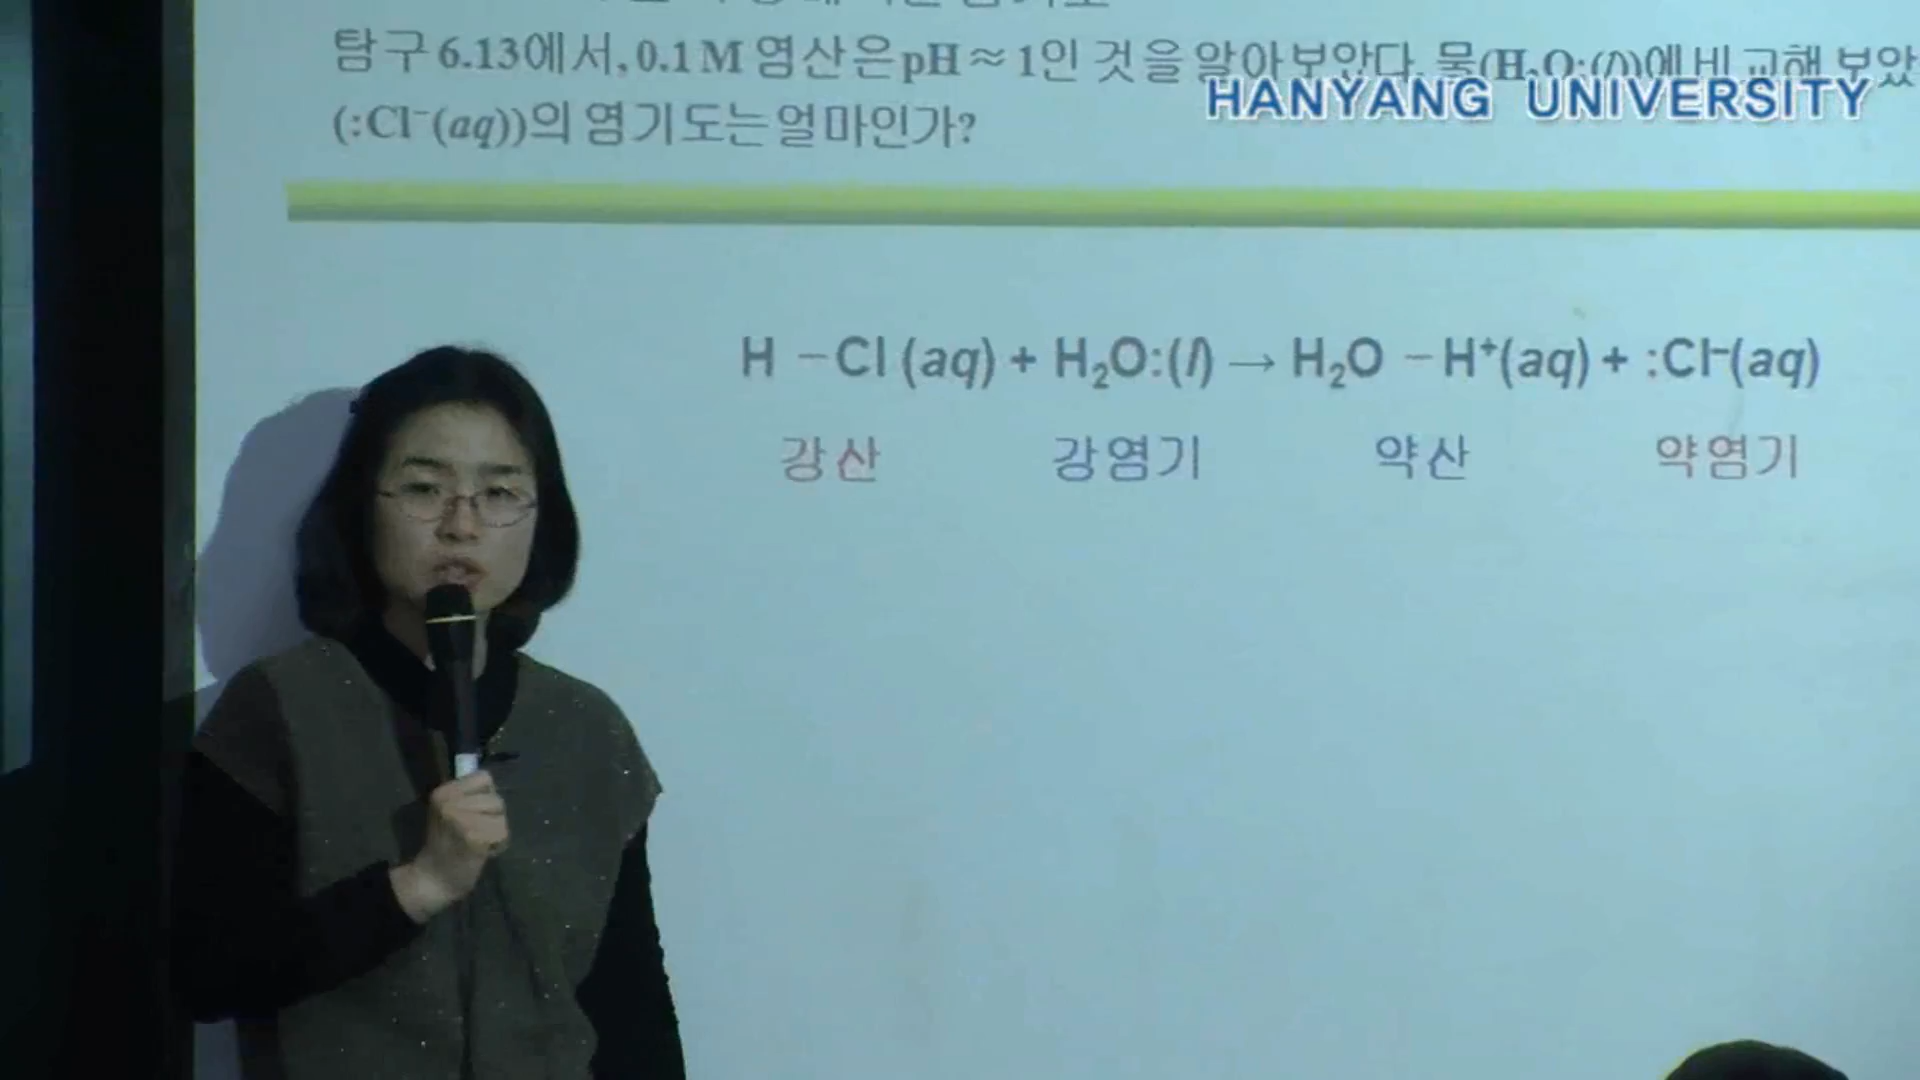 탐구 6.13에서, 0.1 M 염산은 pH ≈ 1인 것을 알아보았다. 물(H₂O:(l))에 비교해 보았
HANYANG UNIVERSITY
(:Cl⁻(aq))의 염기도는 얼마인가?
H –Cl (aq) + H₂O:(l) → H₂O –H⁺(aq) + :Cl⁻(aq)
강산 강염기 약산 약염기